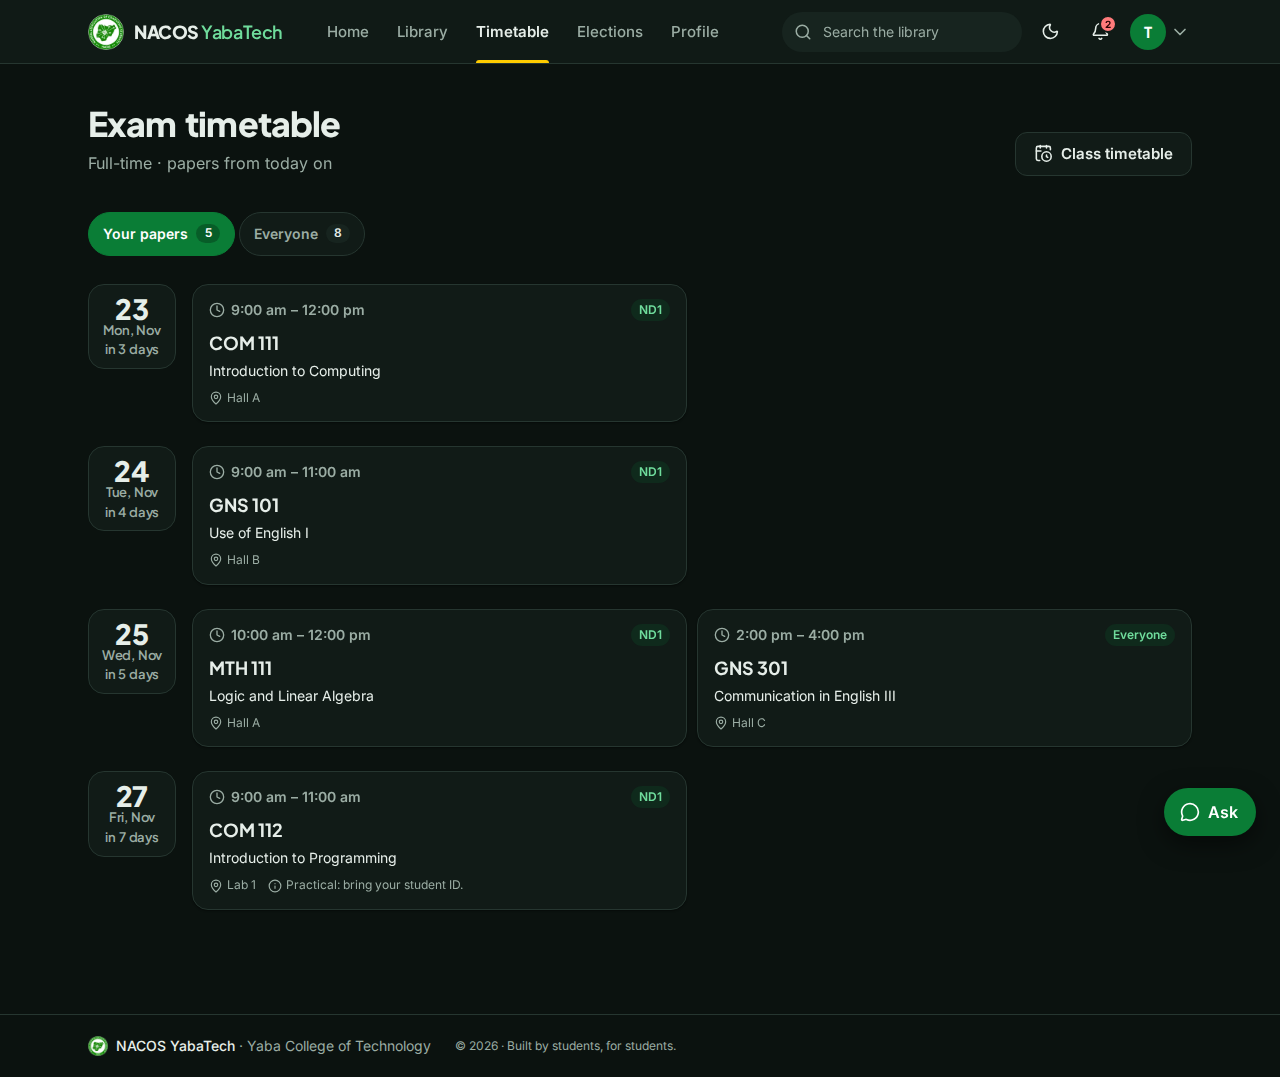 NACOS YabaTech
Home
Library
Timetable
Elections
Profile
Search the library
2
T
Exam timetable
Full-time · papers from today on
Class timetable
Your papers 5
Everyone 8
23
Mon, Nov
in 3 days
9:00 am – 12:00 pm
ND1
COM 111
Introduction to Computing
Hall A
24
Tue, Nov
in 4 days
9:00 am – 11:00 am
ND1
GNS 101
Use of English I
Hall B
25
Wed, Nov
in 5 days
10:00 am – 12:00 pm
ND1
MTH 111
Logic and Linear Algebra
Hall A
2:00 pm – 4:00 pm
Everyone
GNS 301
Communication in English III
Hall C
27
Fri, Nov
in 7 days
9:00 am – 11:00 am
ND1
COM 112
Introduction to Programming
Lab 1
Practical: bring your student ID.
Ask
NACOS YabaTech · Yaba College of Technology
© 2026 · Built by students, for students.